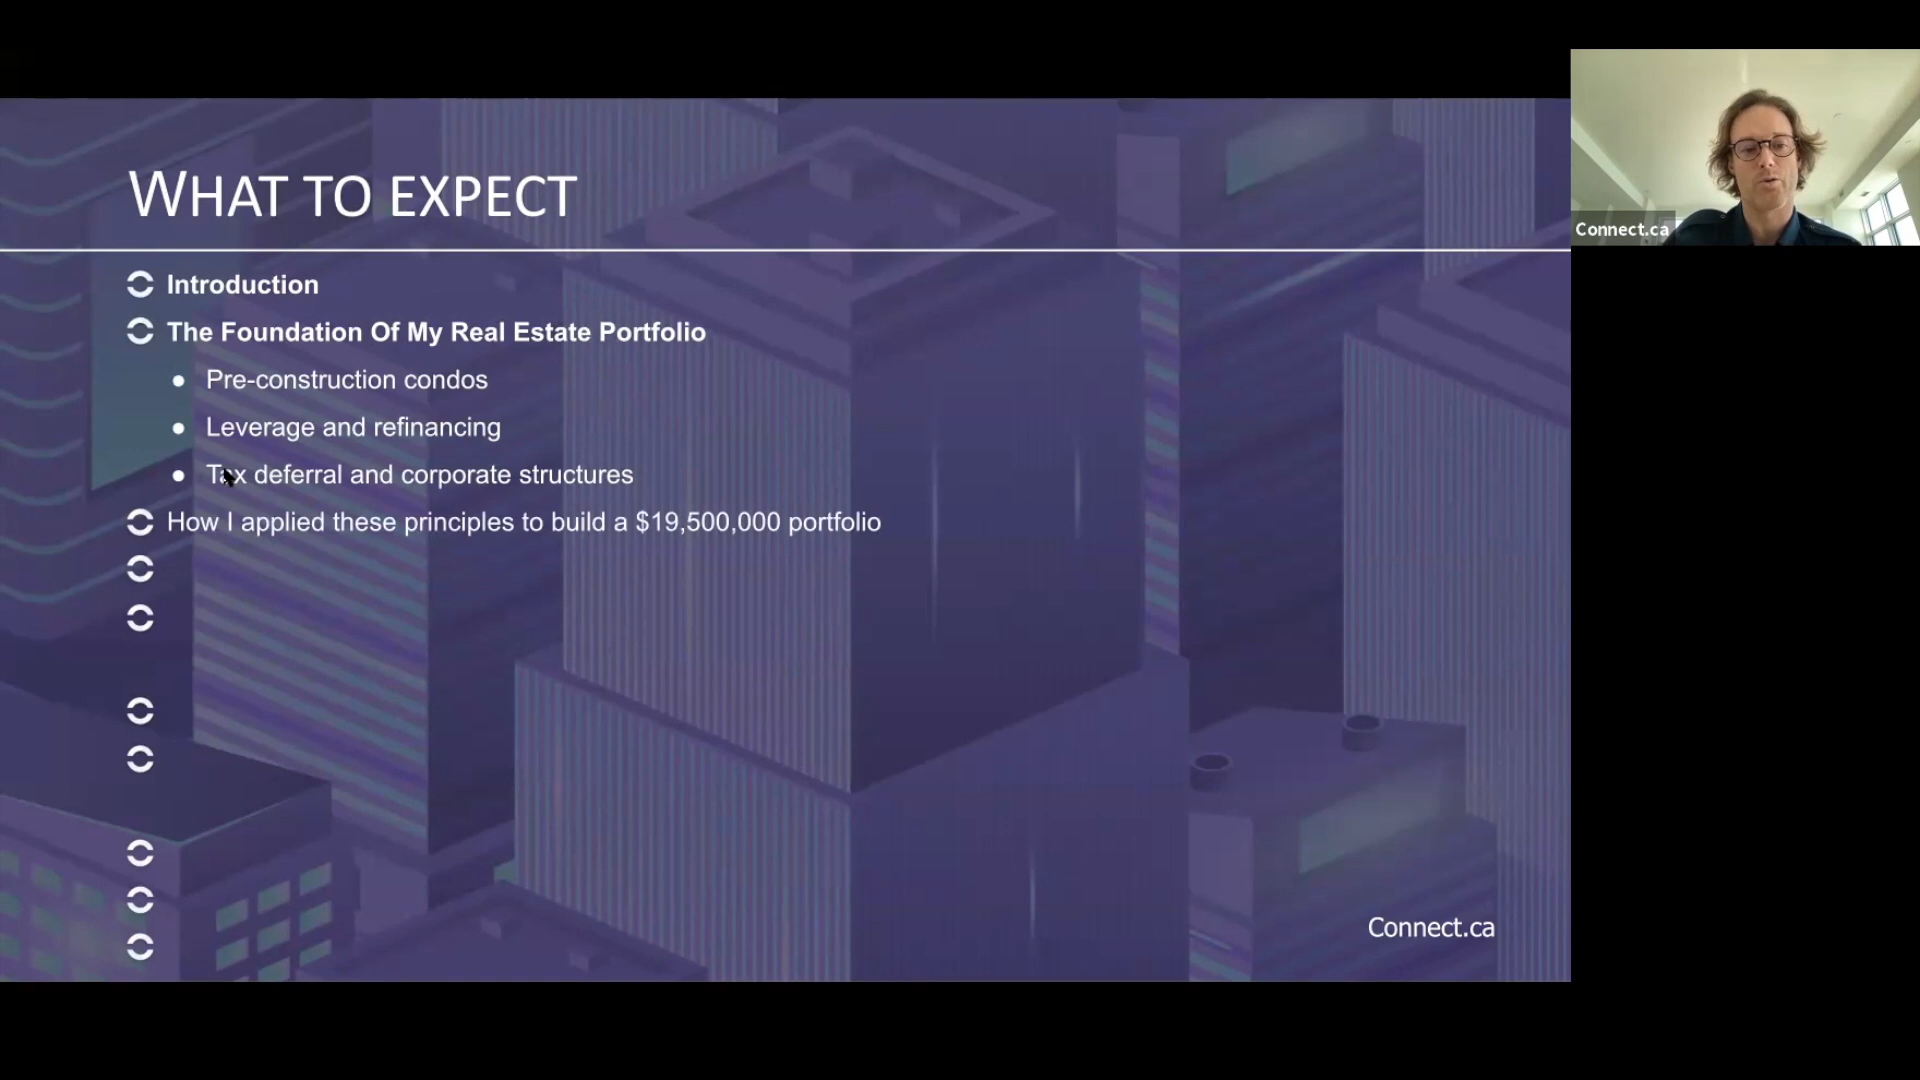 WHAT TO EXPECT
Connect.ca
Introduction
The Foundation Of My Real Estate Portfolio
Pre-construction condos
Leverage and refinancing
Tax deferral and corporate structures
How I applied these principles to build a $19,500,000 portfolio
Connect.ca